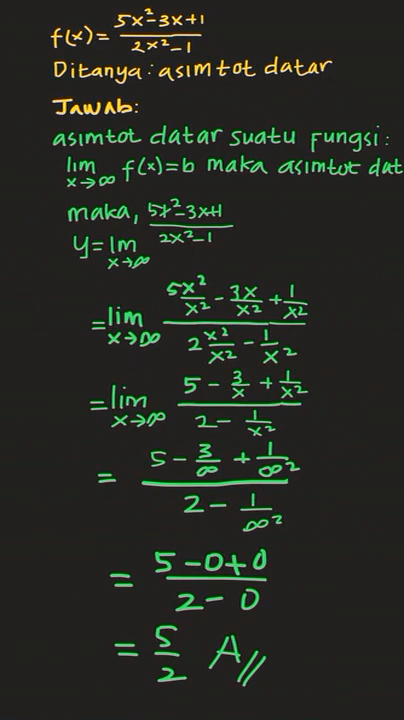 f(x) = (5x² - 3x + 1)/(2x² - 1)
Ditanya : asimtot datar
Jawab:
asimtot datar suatu fungsi :
lim x→∞ f(x) = b maka asimtot dat
maka,
y = lim x→∞ (5x² - 3x + 1)/(2x² - 1)
= lim x→∞ (5x²/x² - 3x/x² + 1/x²)/(2x²/x² - 1/x²)
= lim x→∞ (5 - 3/x + 1/x²)/(2 - 1/x²)
= (5 - 3/∞ + 1/∞²)/(2 - 1/∞²)
= (5 - 0 + 0)/(2 - 0)
= 5/2 A//